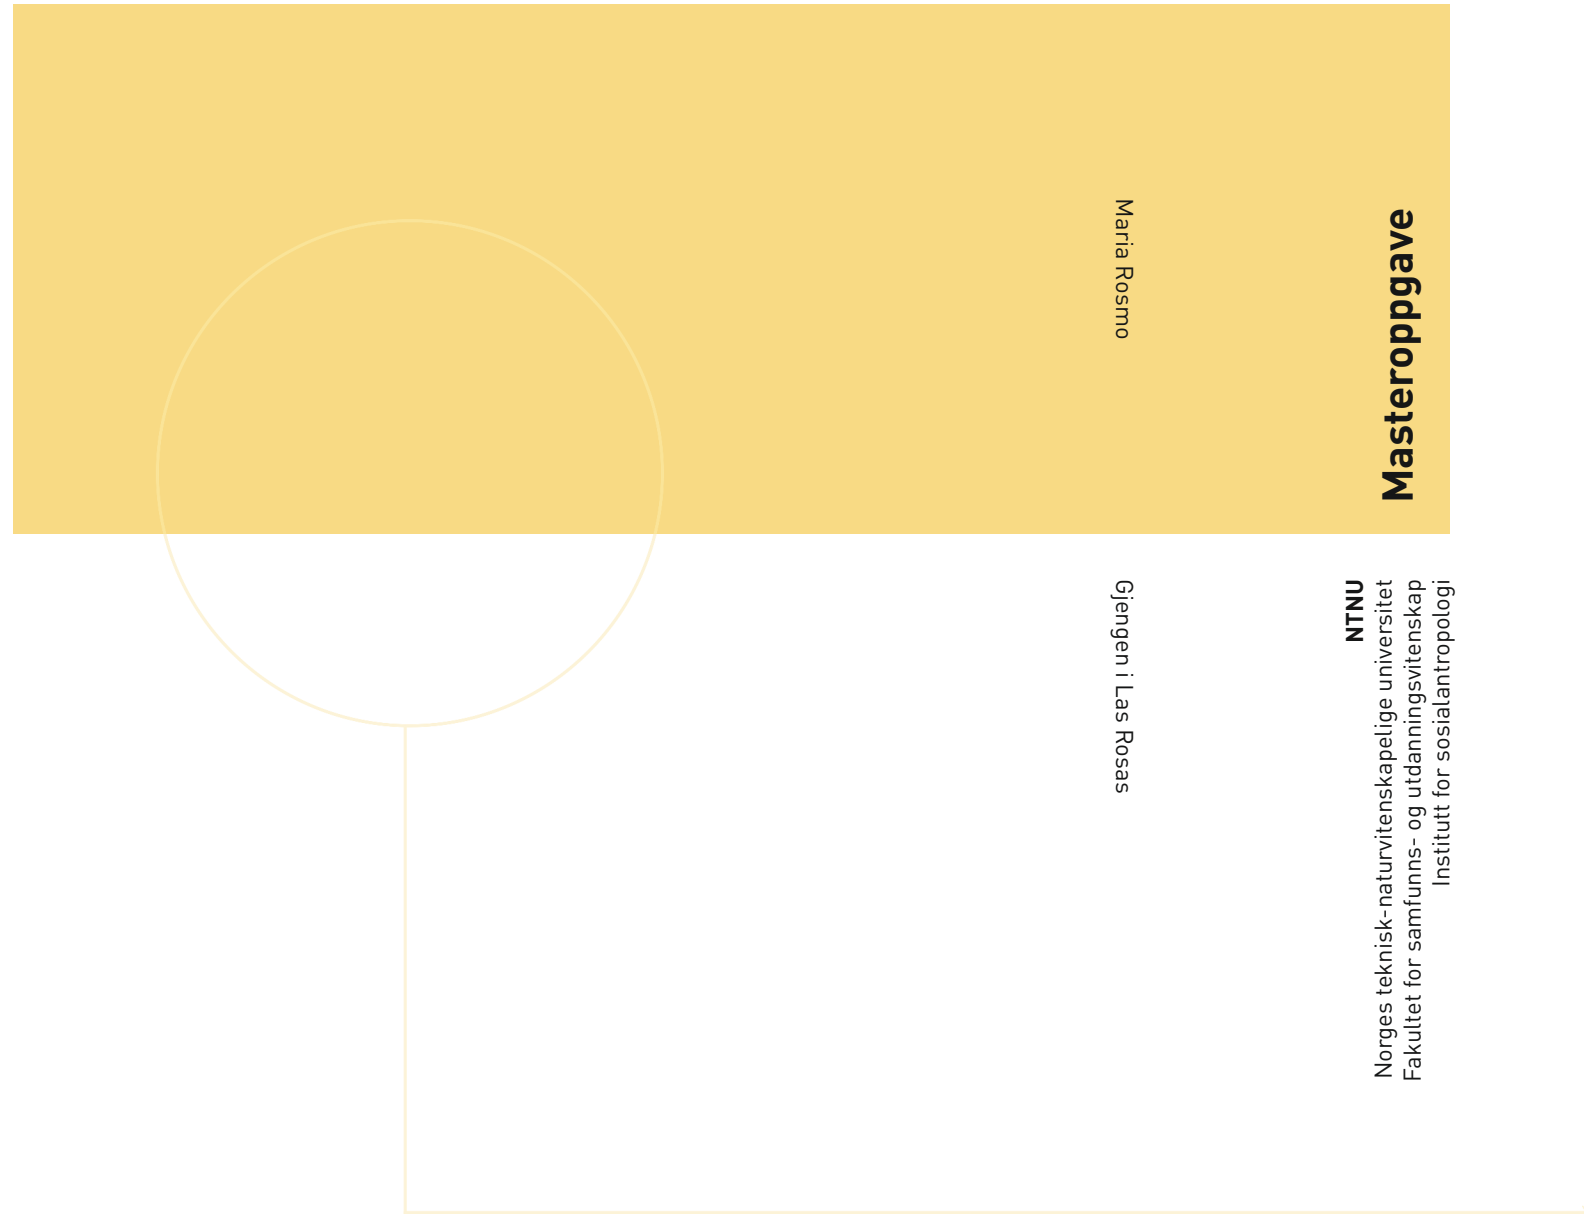 Masteroppgave
NTNU
Norges teknisk-naturvitenskapelige universitet
Fakultet for samfunns- og utdanningsvitenskap
Institutt for sosialantropologi
Maria Rosmo
Gjengen i Las Rosas